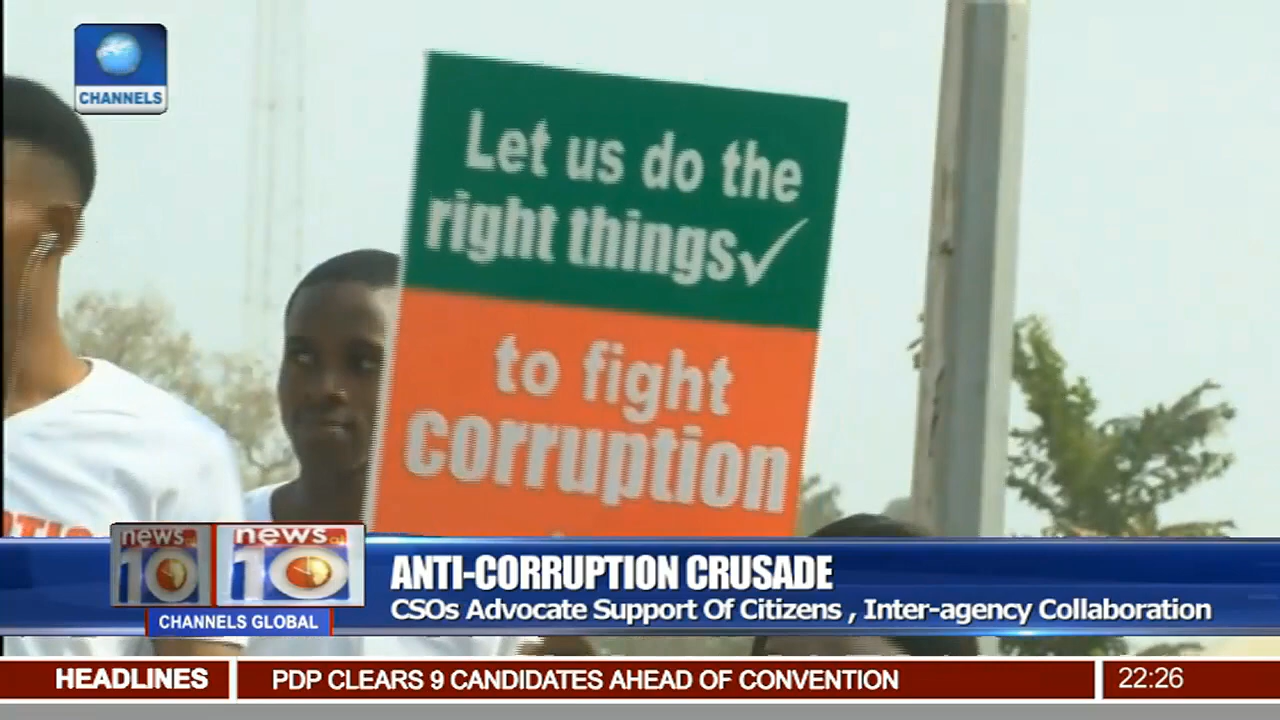 CHANNELS
Let us do the
right things✓
to fight
corruption
news
10
news at
10
CHANNELS GLOBAL
ANTI-CORRUPTION CRUSADE
CSOs Advocate Support Of Citizens , Inter-agency Collaboration
HEADLINES
PDP CLEARS 9 CANDIDATES AHEAD OF CONVENTION
22:26